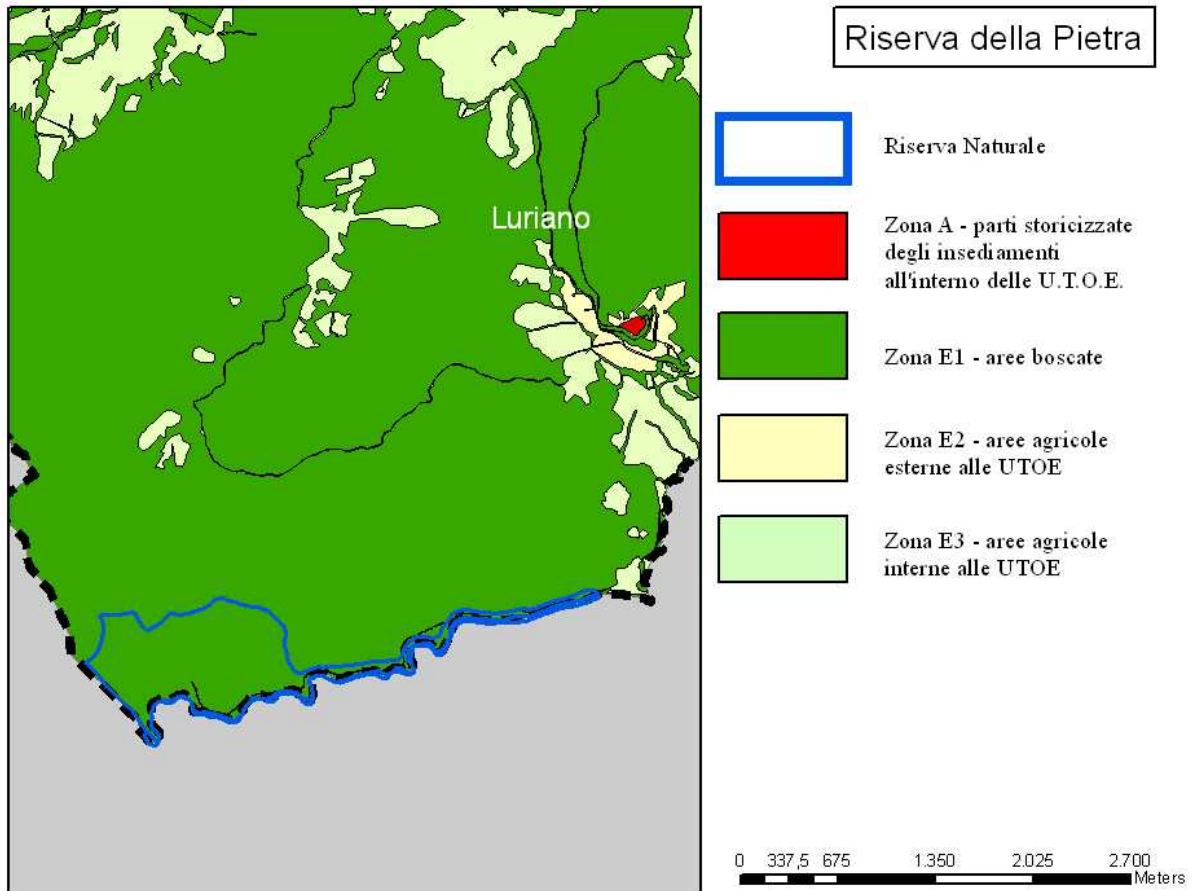 Riserva della Pietra
Luriano
Riserva Naturale
Zona A - parti storicizzate
degli insediamenti
all'interno delle U.T.O.E.
Zona E1 - aree boscate
Zona E2 - aree agricole
esterne alle UTOE
Zona E3 - aree agricole
interne alle UTOE
0 337,5 675 1.350 2.025 2.700
Meters